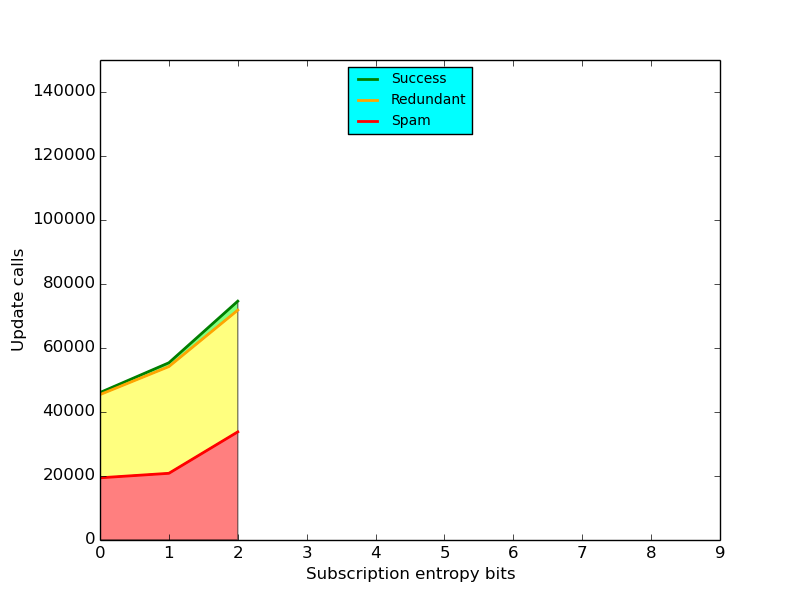 Success
Redundant
Spam
140000
120000
100000
80000
60000
40000
20000
0
Update calls
0 1 2 3 4 5 6 7 8 9
Subscription entropy bits